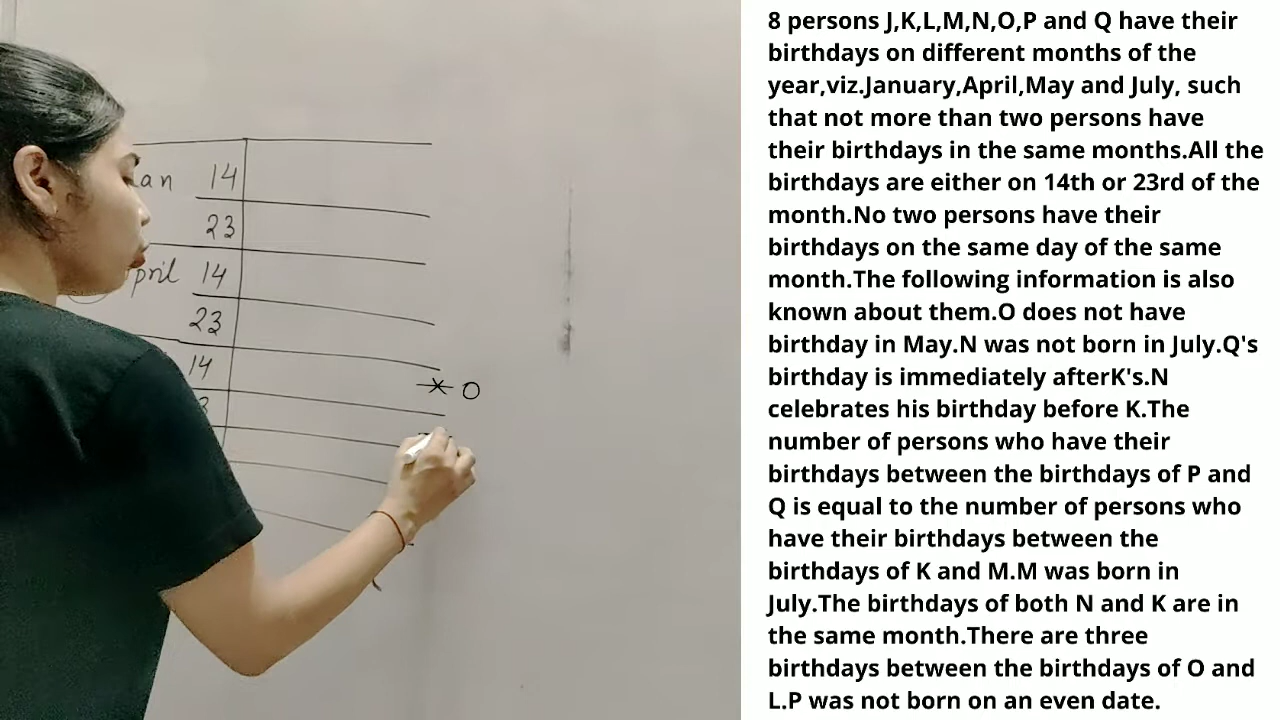 an 14
23
pril 14
23
14
O
8 persons J,K,L,M,N,O,P and Q have their
birthdays on different months of the
year,viz.January,April,May and July, such
that not more than two persons have
their birthdays in the same months.All the
birthdays are either on 14th or 23rd of the
month.No two persons have their
birthdays on the same day of the same
month.The following information is also
known about them.O does not have
birthday in May.N was not born in July.Q's
birthday is immediately afterK's.N
celebrates his birthday before K.The
number of persons who have their
birthdays between the birthdays of P and
Q is equal to the number of persons who
have their birthdays between the
birthdays of K and M.M was born in
July.The birthdays of both N and K are in
the same month.There are three
birthdays between the birthdays of O and
L.P was not born on an even date.